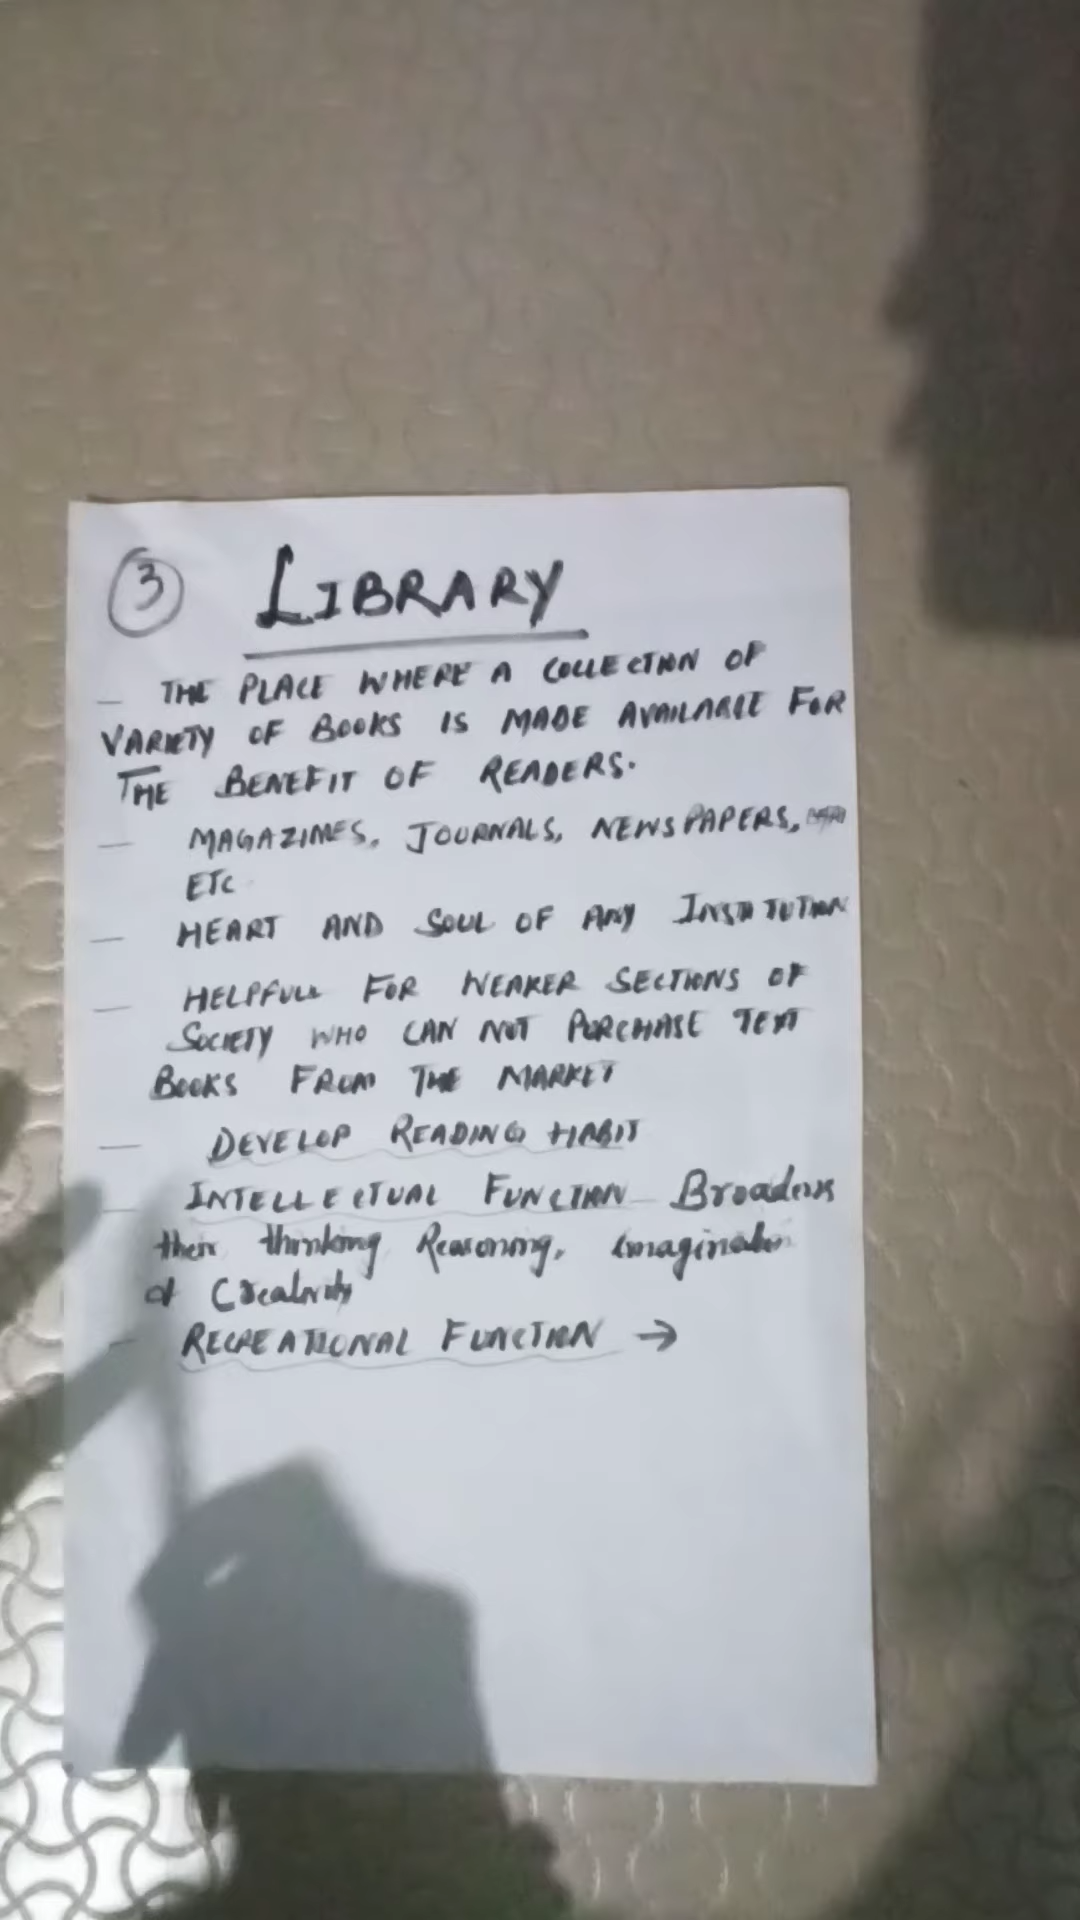 3 LIBRARY
— THE PLACE WHERE A COLLECTION OF
VARIETY OF BOOKS IS MADE AVAILABLE FOR
THE BENEFIT OF READERS.
— MAGAZINES, JOURNALS, NEWSPAPERS,
ETC.
— HEART AND SOUL OF ANY INSTITUTION
— HELPFULL FOR WEAKER SECTIONS OF
SOCIETY WHO CAN NOT PURCHASE TEXT
BOOKS FROM THE MARKET
— DEVELOP READING HABIT
— INTELLECTUAL FUNCTION Broadens
their thinking Reasoning, imagination
& Creativity
— RECREATIONAL FUNCTION →